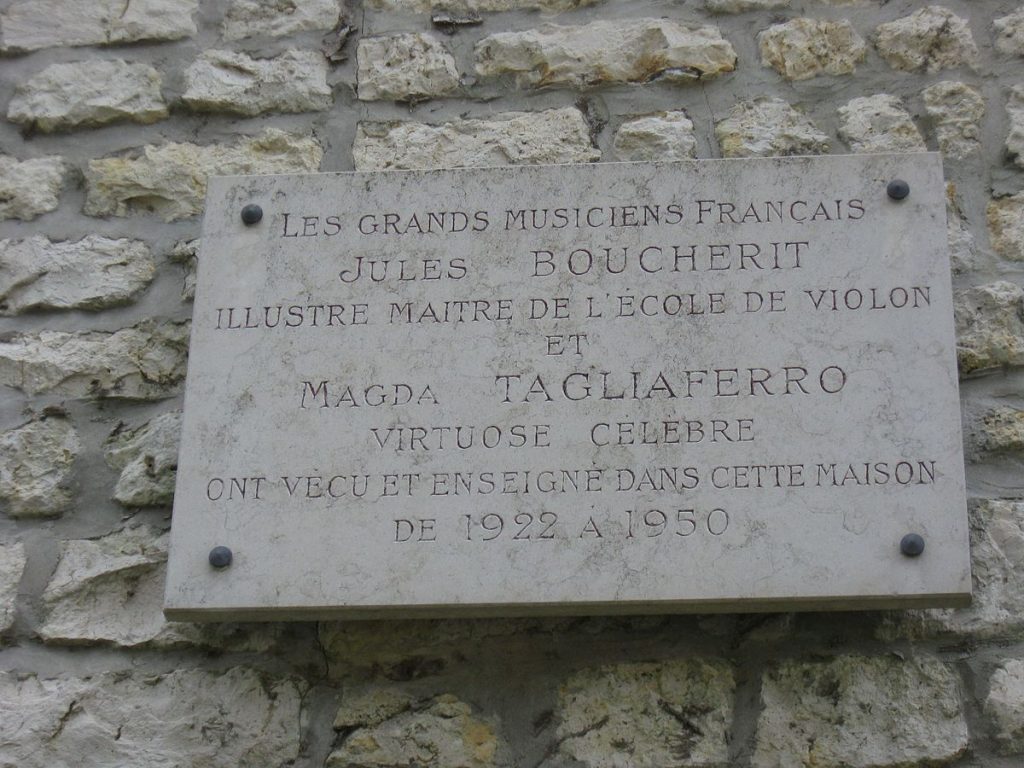 LES GRANDS MUSICIENS FRANÇAIS
JULES BOUCHERIT
ILLUSTRE MAITRE DE L'ÉCOLE DE VIOLON
ET
MAGDA TAGLIAFERRO
VIRTUOSE CÉLÈBRE
ONT VÉCU ET ENSEIGNÉ DANS CETTE MAISON
DE 1922 À 1950